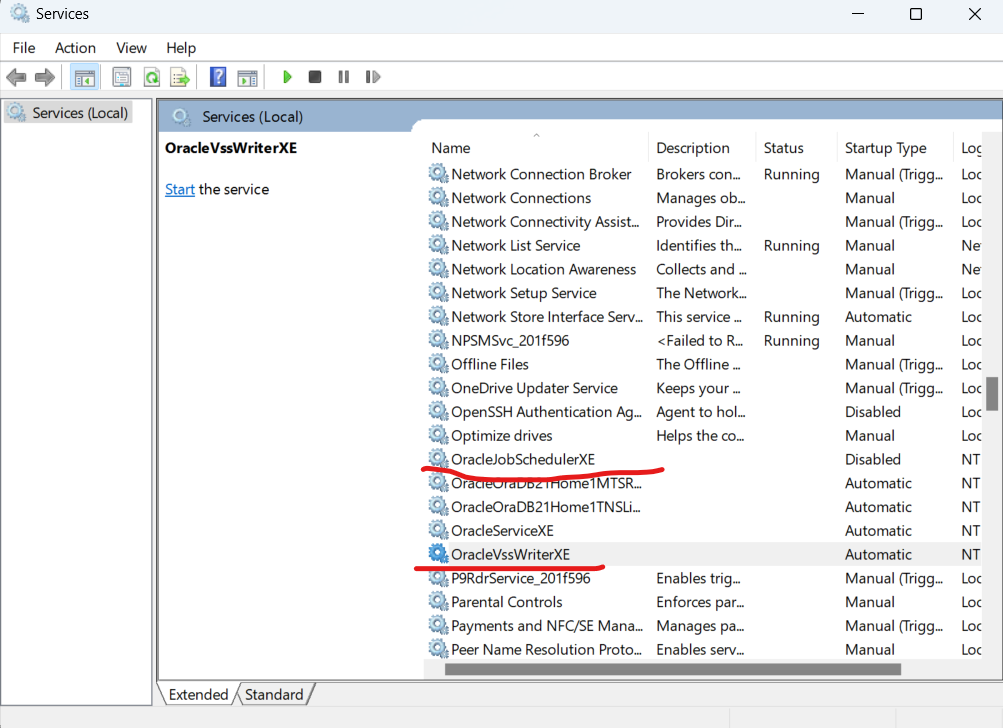 Services
File Action View Help
Services (Local)
Services (Local)
OracleVssWriterXE
Start the service
Name Description Status Startup Type Log
Network Connection Broker Brokers con... Running Manual (Trigg... Loc
Network Connections Manages ob... Manual Loc
Network Connectivity Assist... Provides Dir... Manual (Trigg... Loc
Network List Service Identifies th... Running Manual Net
Network Location Awareness Collects and ... Manual Net
Network Setup Service The Network... Manual (Trigg... Loc
Network Store Interface Serv... This service ... Running Automatic Loc
NPSMSvc_201f596 <Failed to R... Running Manual Loc
Offline Files The Offline ... Manual (Trigg... Loc
OneDrive Updater Service Keeps your ... Manual (Trigg... Loc
OpenSSH Authentication Ag... Agent to hol... Disabled Loc
Optimize drives Helps the co... Manual Loc
OracleJobSchedulerXE Disabled NT
OracleOraDB21Home1MTSR... Automatic NT
OracleOraDB21Home1TNSLi... Automatic NT
OracleServiceXE Automatic NT
OracleVssWriterXE Automatic NT
P9RdrService_201f596 Enables trig... Manual (Trigg... Loc
Parental Controls Enforces par... Manual Loc
Payments and NFC/SE Mana... Manages pa... Manual (Trigg... Loc
Peer Name Resolution Proto... Enables serv... Manual Loc
Extended Standard